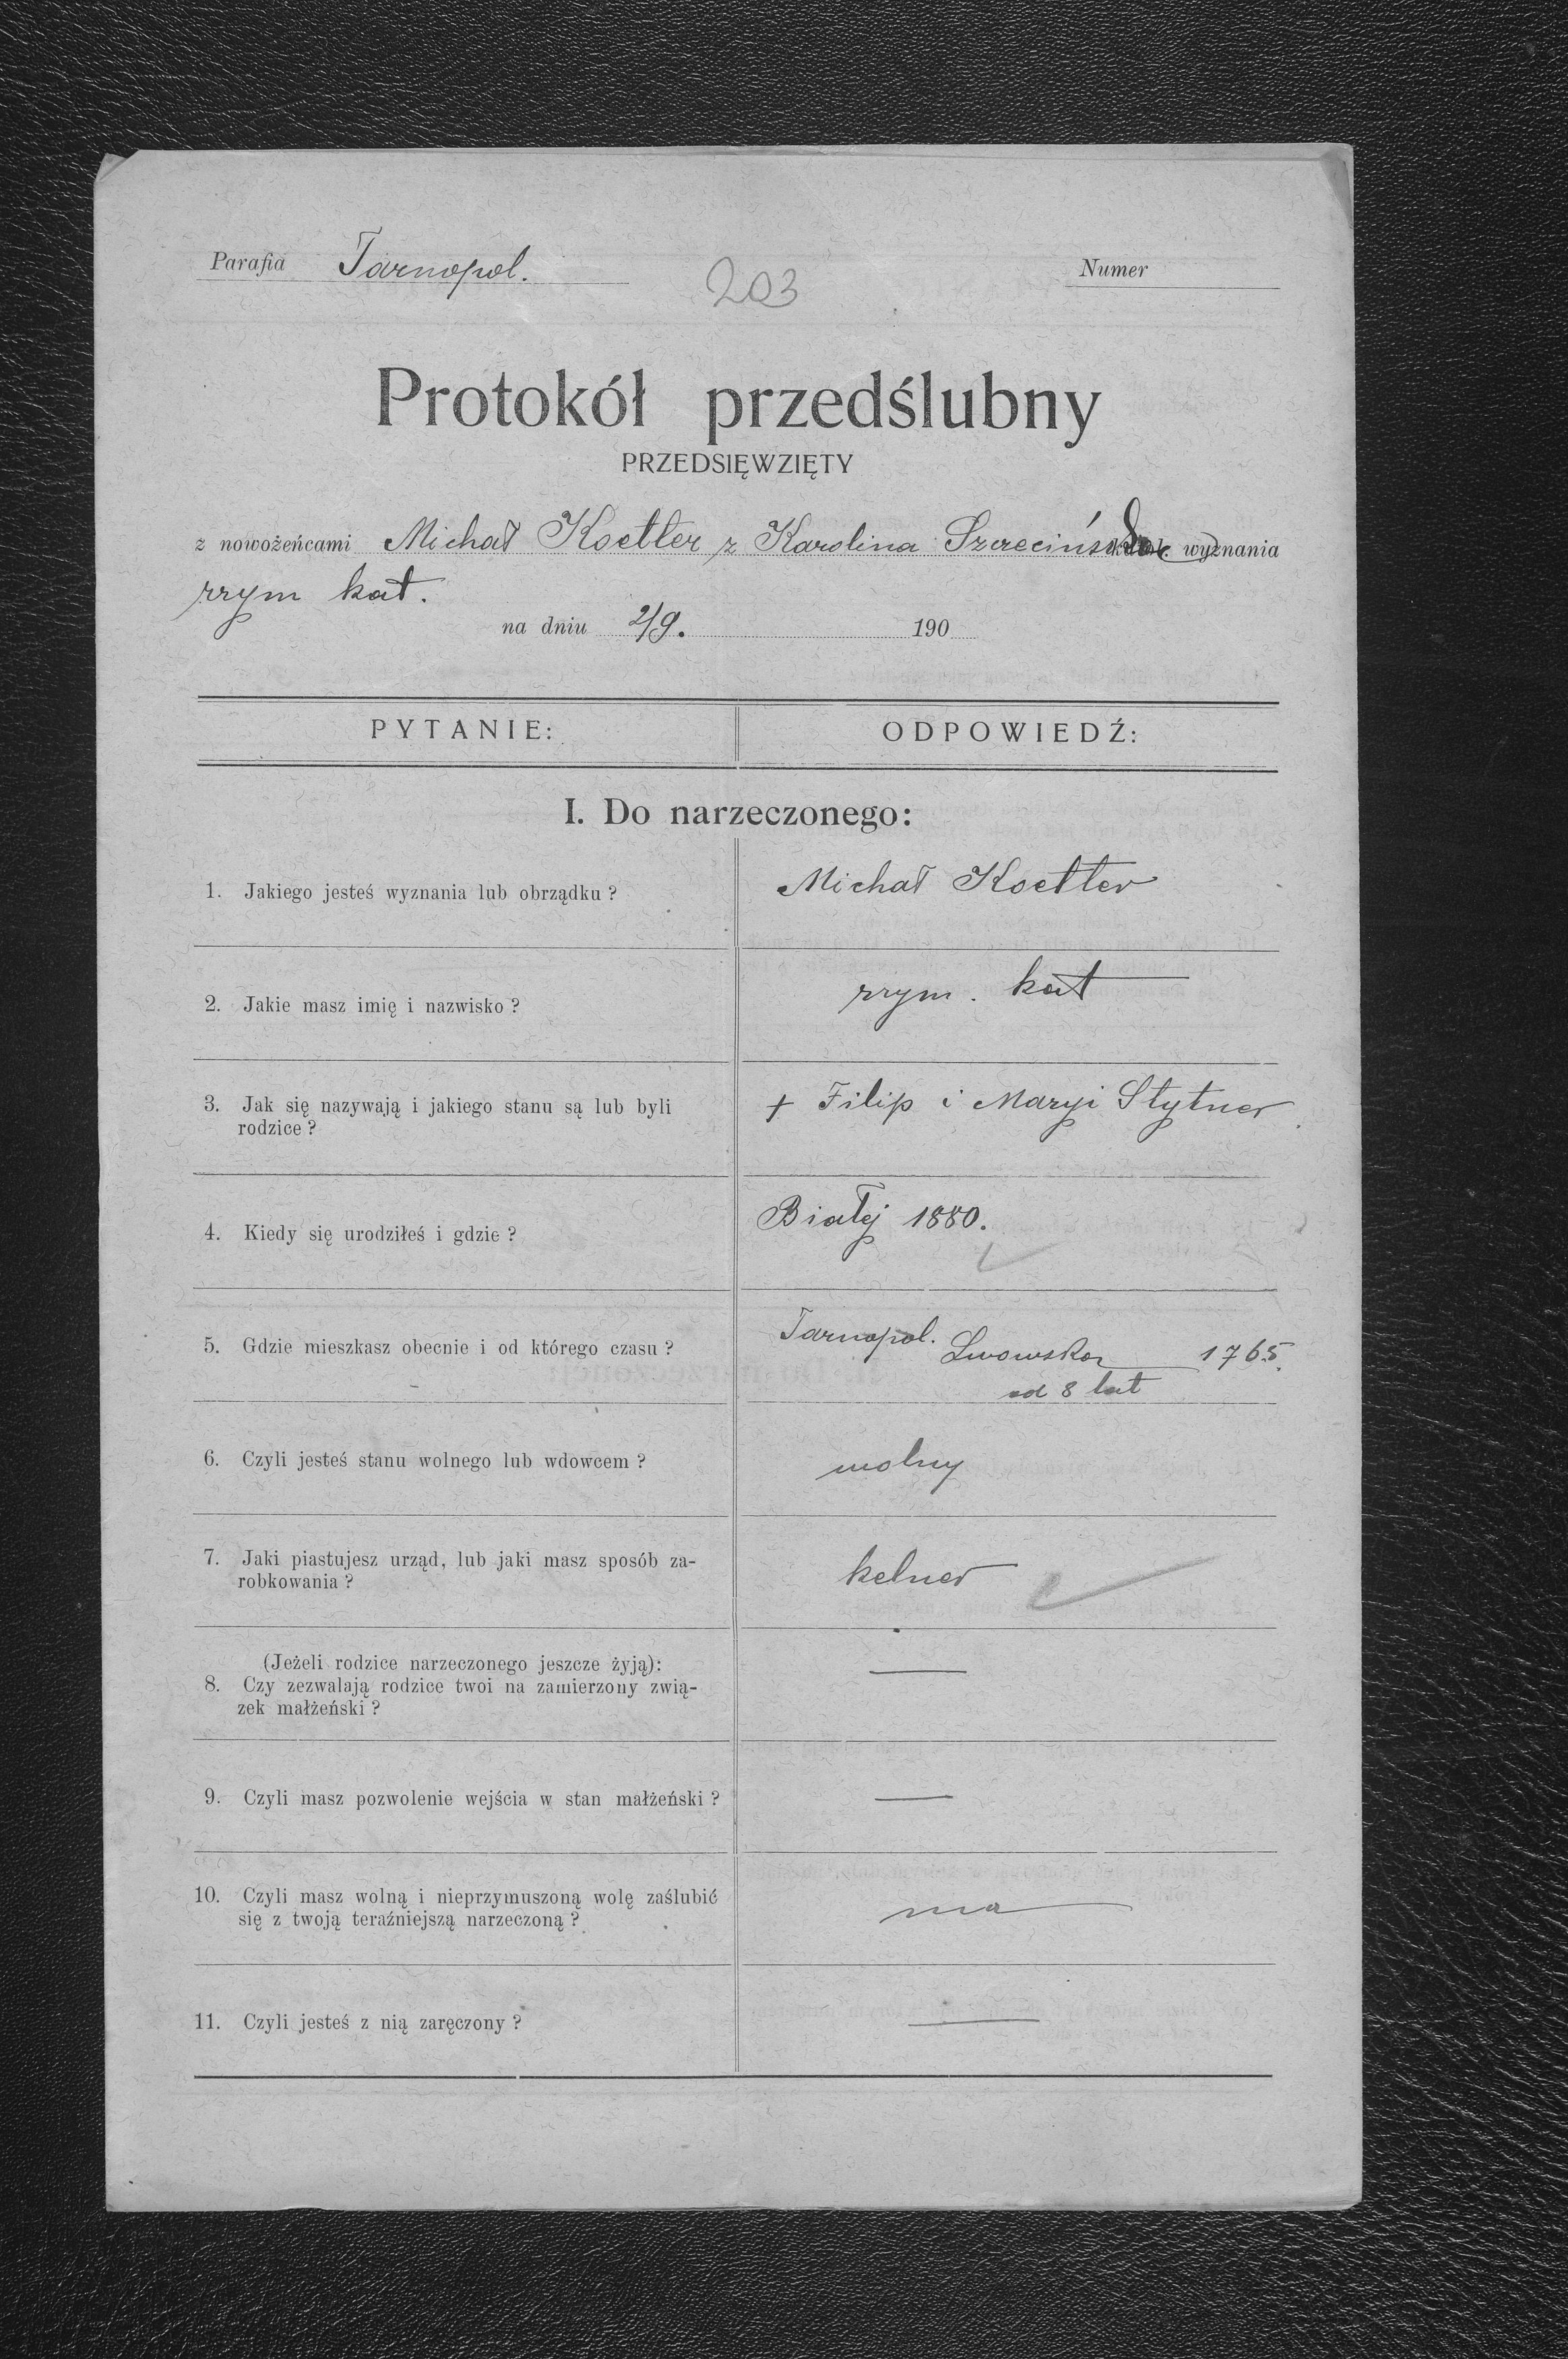 Parafia Tarnopol. 203 Numer
Protokół przedślubny
PRZEDSIĘWZIĘTY
z nowożeńcami Michał Koetler z Karolina wyznania
rzym kat.
na dniu 2/9. 190
PYTANIE: ODPOWIEDŹ:
I. Do narzeczonego:
1. Jakiego jesteś wyznania lub obrządku ? Michał Koetler
2. Jakie masz imię i nazwisko ? rzym. kat
3. Jak się nazywają i jakiego stanu są lub byli + Filip i Maryi Stytner
rodzice ?
4. Kiedy się urodziłeś i gdzie ? Białej 1880.
5. Gdzie mieszkasz obecnie i od którego czasu ? Tarnopol. Lwowska 1765.
od 8 lat
6. Czyli jesteś stanu wolnego lub wdowcem ? wolny
7. Jaki piastujesz urząd, lub jaki masz sposób za- kelner
robkowania ?
(Jeżeli rodzice narzeczonego jeszcze żyją): —
8. Czy zezwalają rodzice twoi na zamierzony zwią-
zek małżeński ?
9. Czyli masz pozwolenie wejścia w stan małżeński ? —
10. Czyli masz wolną i nieprzymuszoną wolę zaślubić ma
się z twoją teraźniejszą narzeczoną ?
11. Czyli jesteś z nią zaręczony ? —